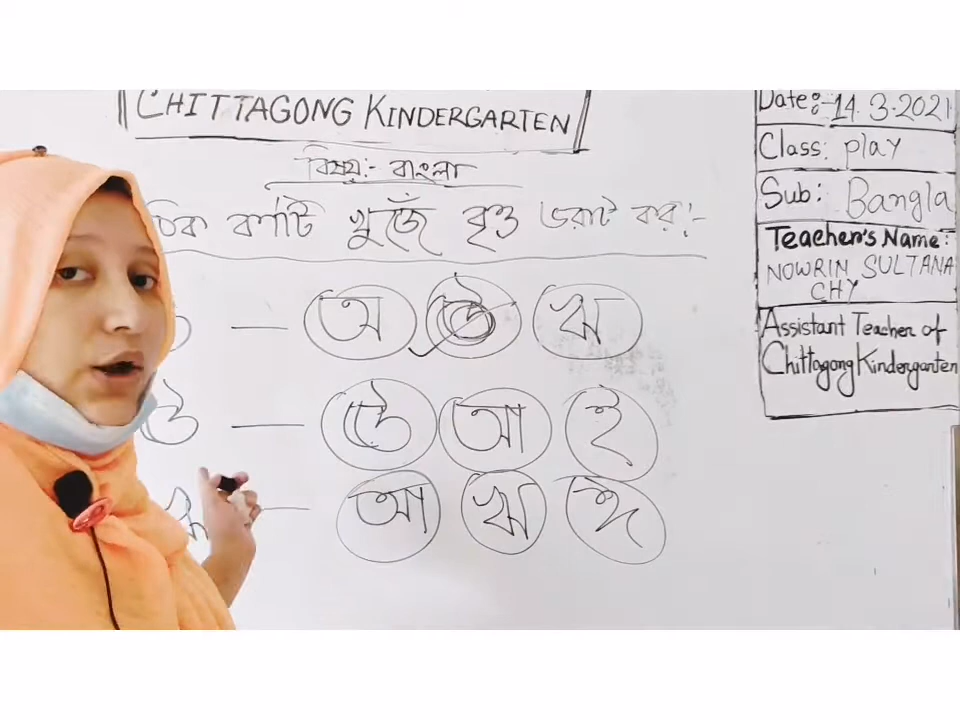 CHITTAGONG KINDERGARTEN
বিষয়:- বাংলা
ঠিক বর্ণটি খুঁজে বৃত্ত ভরাট কর:-
— অ ঔ ঋ
ঔ — ঔ আ ই
— আ ঋ ঈ
Date:- 14. 3. 2021
Class: play
Sub: Bangla
Teacher's Name:
NOWRIN SULTANA
CHY
Assistant Teacher of
Chittagong Kindergarten